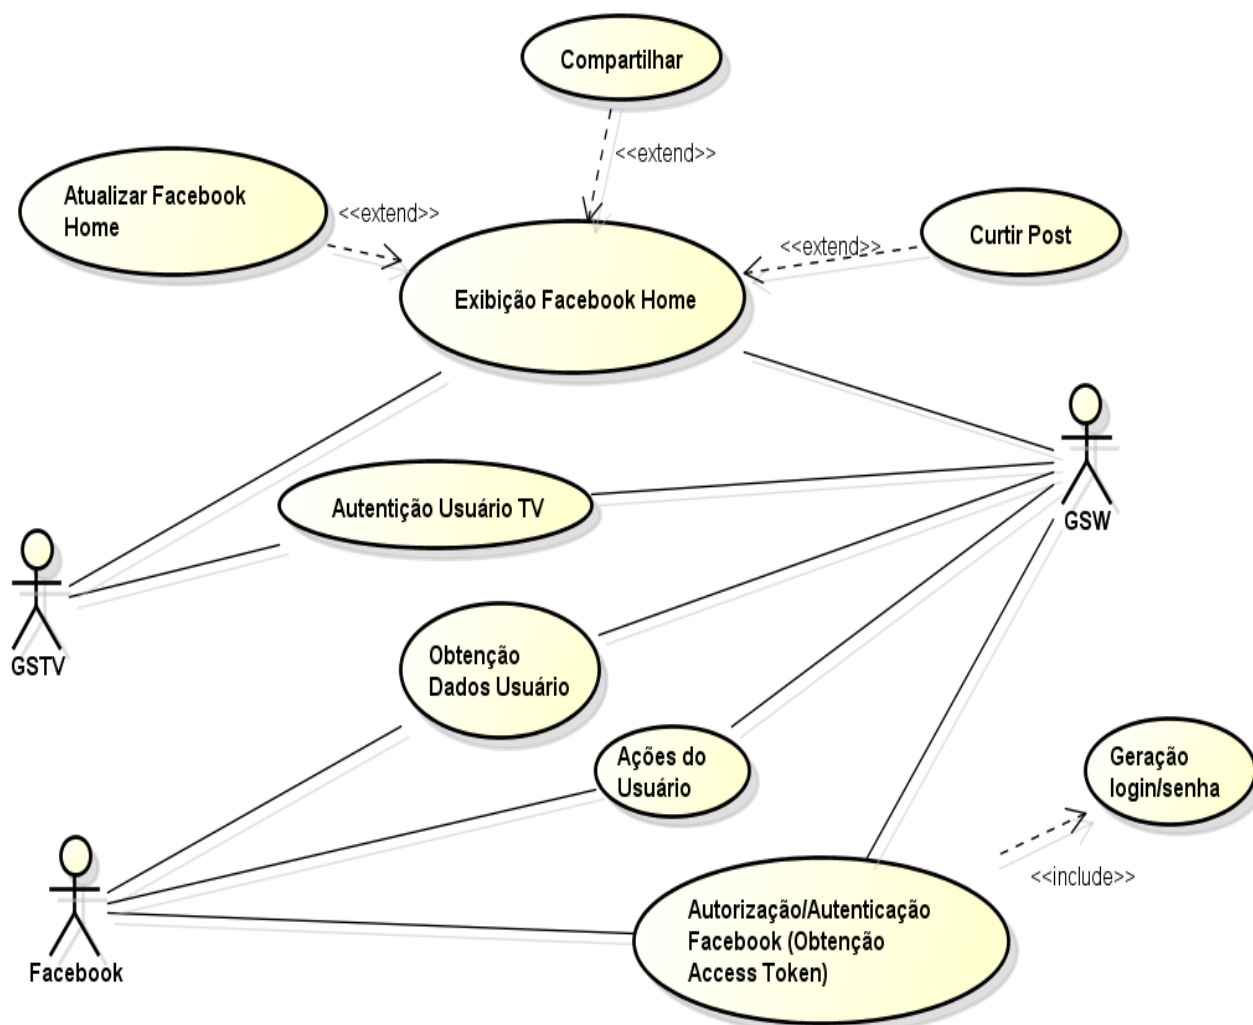 Compartilhar
<<extend>>
Atualizar Facebook
Home
<<extend>>
<<extend>>
Curtir Post
Exibição Facebook Home
GSW
Autentição Usuário TV
GSTV
Obtenção
Dados Usuário
Ações do
Usuário
Geração
login/senha
<<include>>
Autorização/Autenticação
Facebook (Obtenção
Access Token)
Facebook